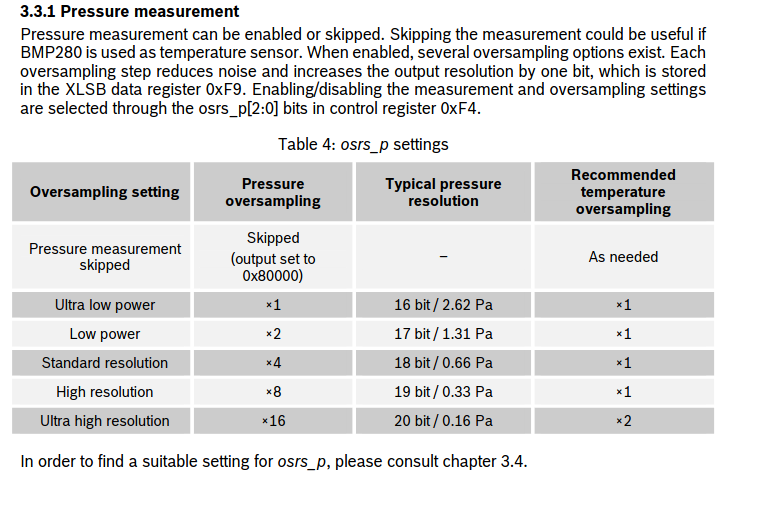 3.3.1 Pressure measurement
Pressure measurement can be enabled or skipped. Skipping the measurement could be useful if
BMP280 is used as temperature sensor. When enabled, several oversampling options exist. Each
oversampling step reduces noise and increases the output resolution by one bit, which is stored
in the XLSB data register 0xF9. Enabling/disabling the measurement and oversampling settings
are selected through the osrs_p[2:0] bits in control register 0xF4.
Table 4: osrs_p settings
Oversampling setting
Pressure
oversampling
Typical pressure
resolution
Recommended
temperature
oversampling
Pressure measurement
skipped
Skipped
(output set to
0x80000)
–
As needed
Ultra low power
×1
16 bit / 2.62 Pa
×1
Low power
×2
17 bit / 1.31 Pa
×1
Standard resolution
×4
18 bit / 0.66 Pa
×1
High resolution
×8
19 bit / 0.33 Pa
×1
Ultra high resolution
×16
20 bit / 0.16 Pa
×2
In order to find a suitable setting for osrs_p, please consult chapter 3.4.